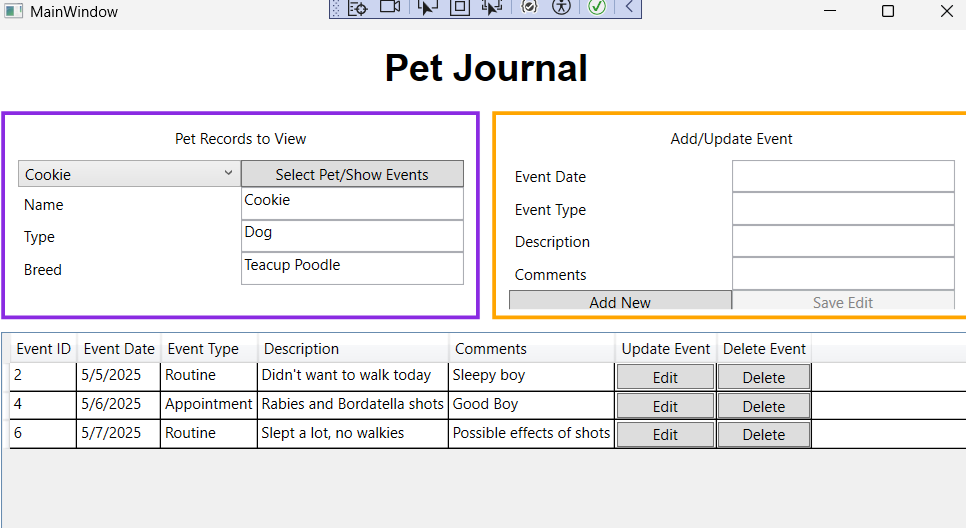 MainWindow
Pet Journal
Pet Records to View
Cookie Select Pet/Show Events
Name Cookie
Type Dog
Breed Teacup Poodle
Add/Update Event
Event Date
Event Type
Description
Comments
Add New Save Edit
Event ID Event Date Event Type Description Comments Update Event Delete Event
2 5/5/2025 Routine Didn't want to walk today Sleepy boy Edit Delete
4 5/6/2025 Appointment Rabies and Bordatella shots Good Boy Edit Delete
6 5/7/2025 Routine Slept a lot, no walkies Possible effects of shots Edit Delete